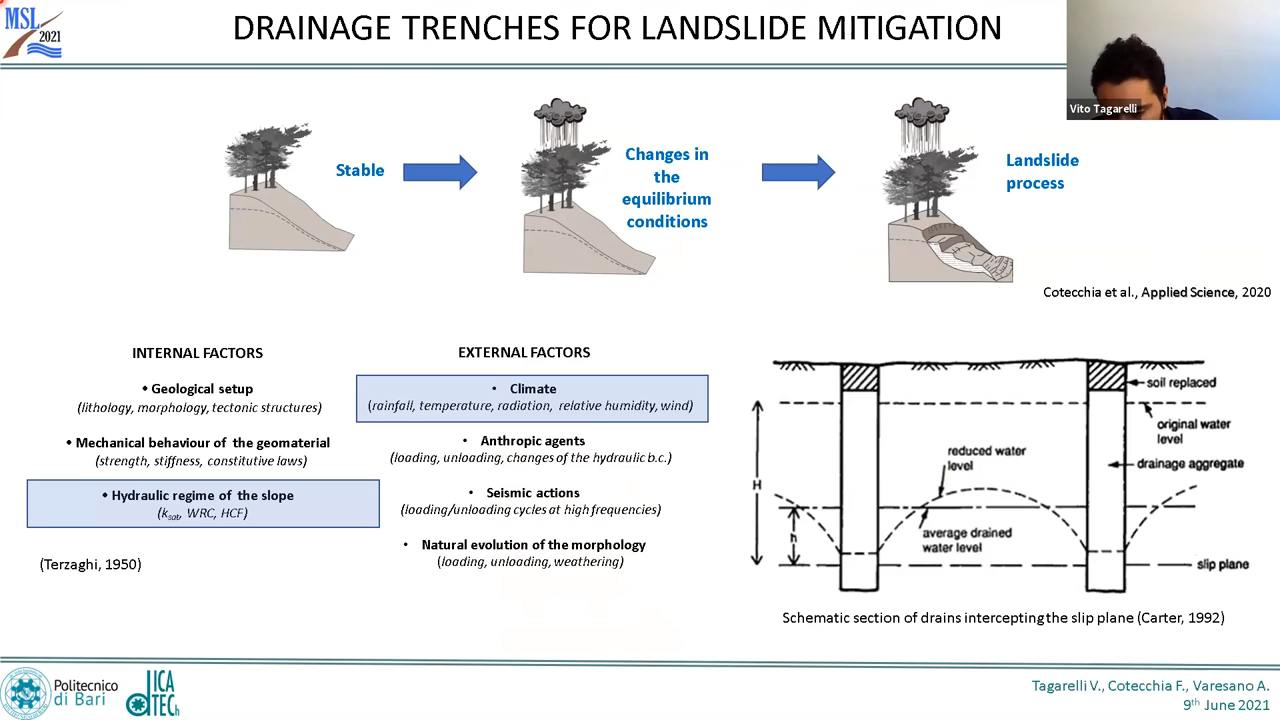 MSL
2021
DRAINAGE TRENCHES FOR LANDSLIDE MITIGATION
Vito Tagarelli
Stable
Changes in
the
equilibrium
conditions
Landslide
process
Cotecchia et al., Applied Science, 2020
INTERNAL FACTORS
• Geological setup
(lithology, morphology, tectonic structures)
• Mechanical behaviour of the geomaterial
(strength, stiffness, constitutive laws)
• Hydraulic regime of the slope
(ksat, WRC, HCF)
(Terzaghi, 1950)
EXTERNAL FACTORS
• Climate
(rainfall, temperature, radiation, relative humidity, wind)
• Anthropic agents
(loading, unloading, changes of the hydraulic b.c.)
• Seismic actions
(loading/unloading cycles at high frequencies)
• Natural evolution of the morphology
(loading, unloading, weathering)
soil replaced
original water
level
reduced water
level
drainage aggregate
H
average drained
water level
h
slip plane
Schematic section of drains intercepting the slip plane (Carter, 1992)
Politecnico
di Bari
dICA
TECh
Tagarelli V., Cotecchia F., Varesano A.
9th June 2021